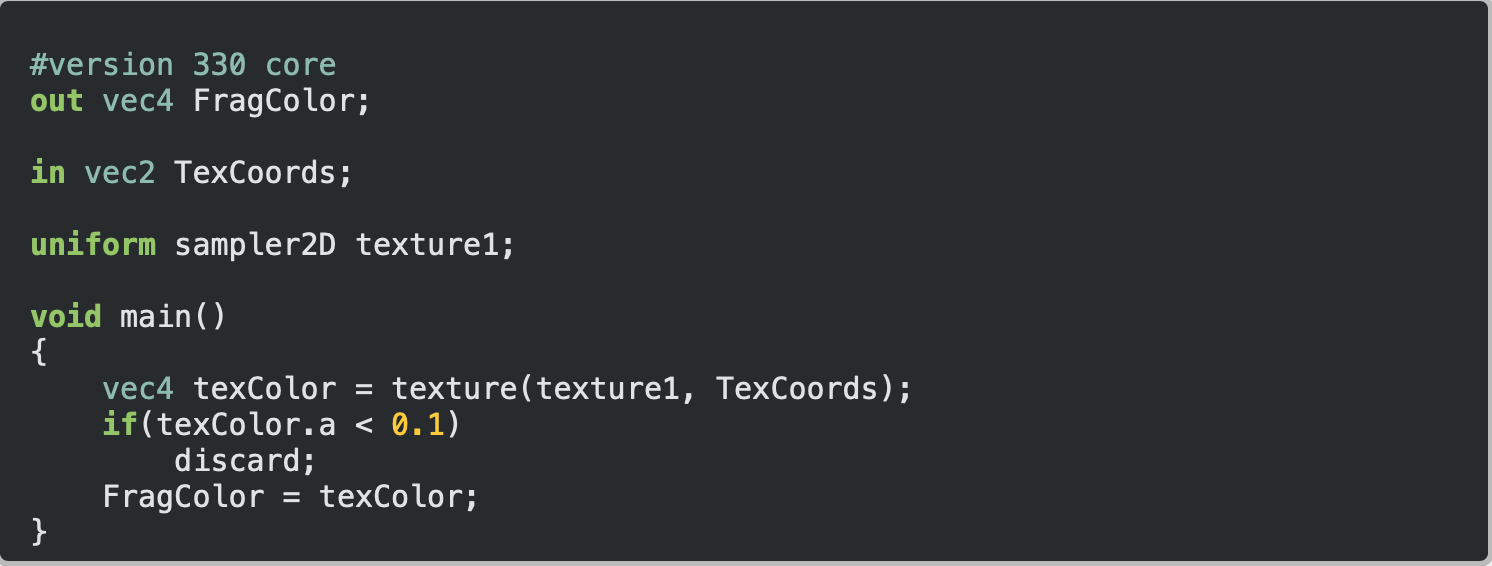 #version 330 core
out vec4 FragColor;
in vec2 TexCoords;
uniform sampler2D texture1;
void main()
{
    vec4 texColor = texture(texture1, TexCoords);
    if(texColor.a < 0.1)
        discard;
    FragColor = texColor;
}